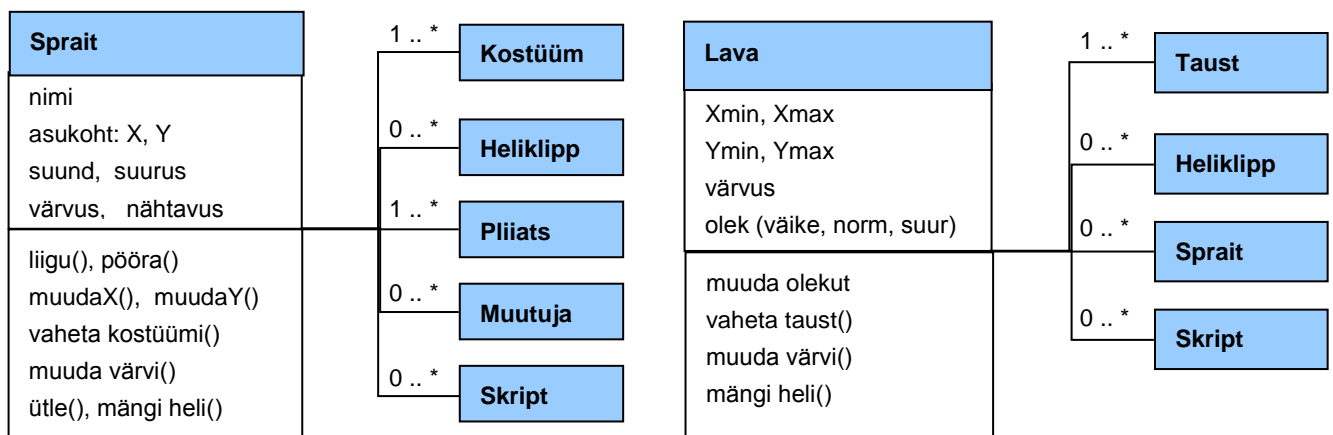 Sprait
nimi
asukoht: X, Y
suund, suurus
värvus, nähtavus
liigu(), pööra()
muudaX(), muudaY()
vaheta kostüümi()
muuda värvi()
ütle(), mängi heli()
1 .. *
Kostüüm
0 .. *
Heliklipp
1 .. *
Pliiats
0 .. *
Muutuja
0 .. *
Skript
Lava
Xmin, Xmax
Ymin, Ymax
värvus
olek (väike, norm, suur)
muuda olekut
vaheta taust()
muuda värvi()
mängi heli()
1 .. *
Taust
0 .. *
Heliklipp
0 .. *
Sprait
0 .. *
Skript